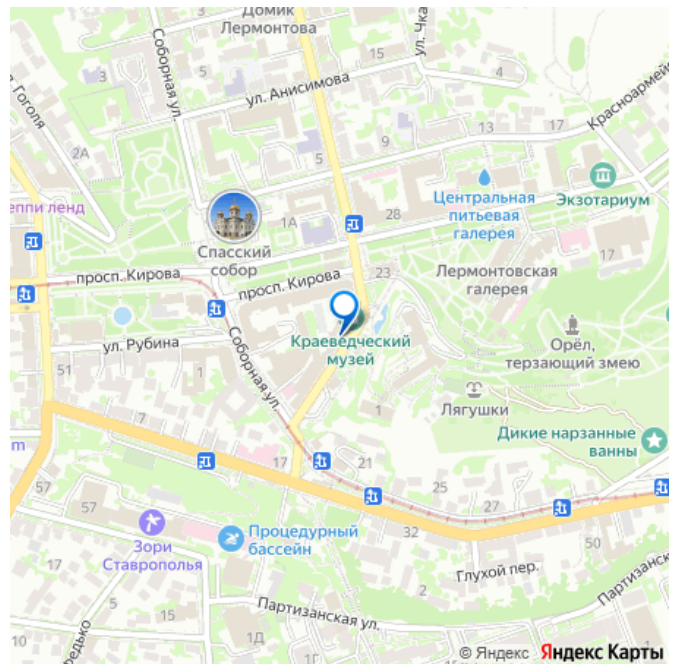 Домик
Лермонтова
ул. Чка
15
Соборная ул.
3
5
4
ул. Анисимова
Гоголя
2А
9
13
Красноармей
5
Экзотариум
еппи ленд
Центральная
питьевая
галерея
1А
28
Спасский
собор
17
просп. Кирова
просп. Кирова
23
Лермонтовская
галерея
ул. Рубина
Соборная ул.
Краеведческий
музей
Орёл,
терзающий змею
51
1
Лягушки
7
Дикие нарзанные
ванны
m
17
21
25
27
57
57
32
50
Зори
Ставрополья
Процедурный
бассейн
Глухой пер.
2
10
15
Партизанская ул.
Партизанск
1Д
1
редько
© Яндекс Яндекс Карты